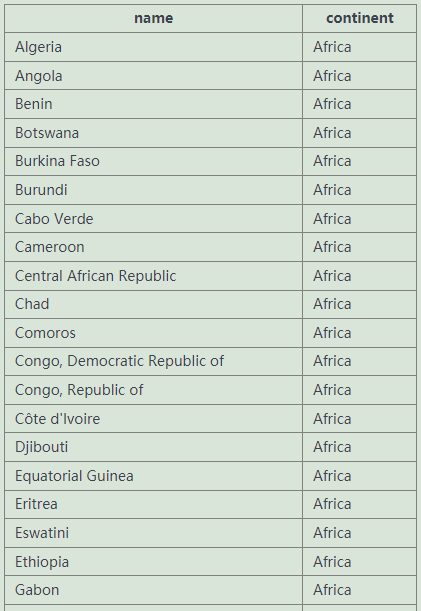 name continent
Algeria Africa
Angola Africa
Benin Africa
Botswana Africa
Burkina Faso Africa
Burundi Africa
Cabo Verde Africa
Cameroon Africa
Central African Republic Africa
Chad Africa
Comoros Africa
Congo, Democratic Republic of Africa
Congo, Republic of Africa
Côte d'Ivoire Africa
Djibouti Africa
Equatorial Guinea Africa
Eritrea Africa
Eswatini Africa
Ethiopia Africa
Gabon Africa